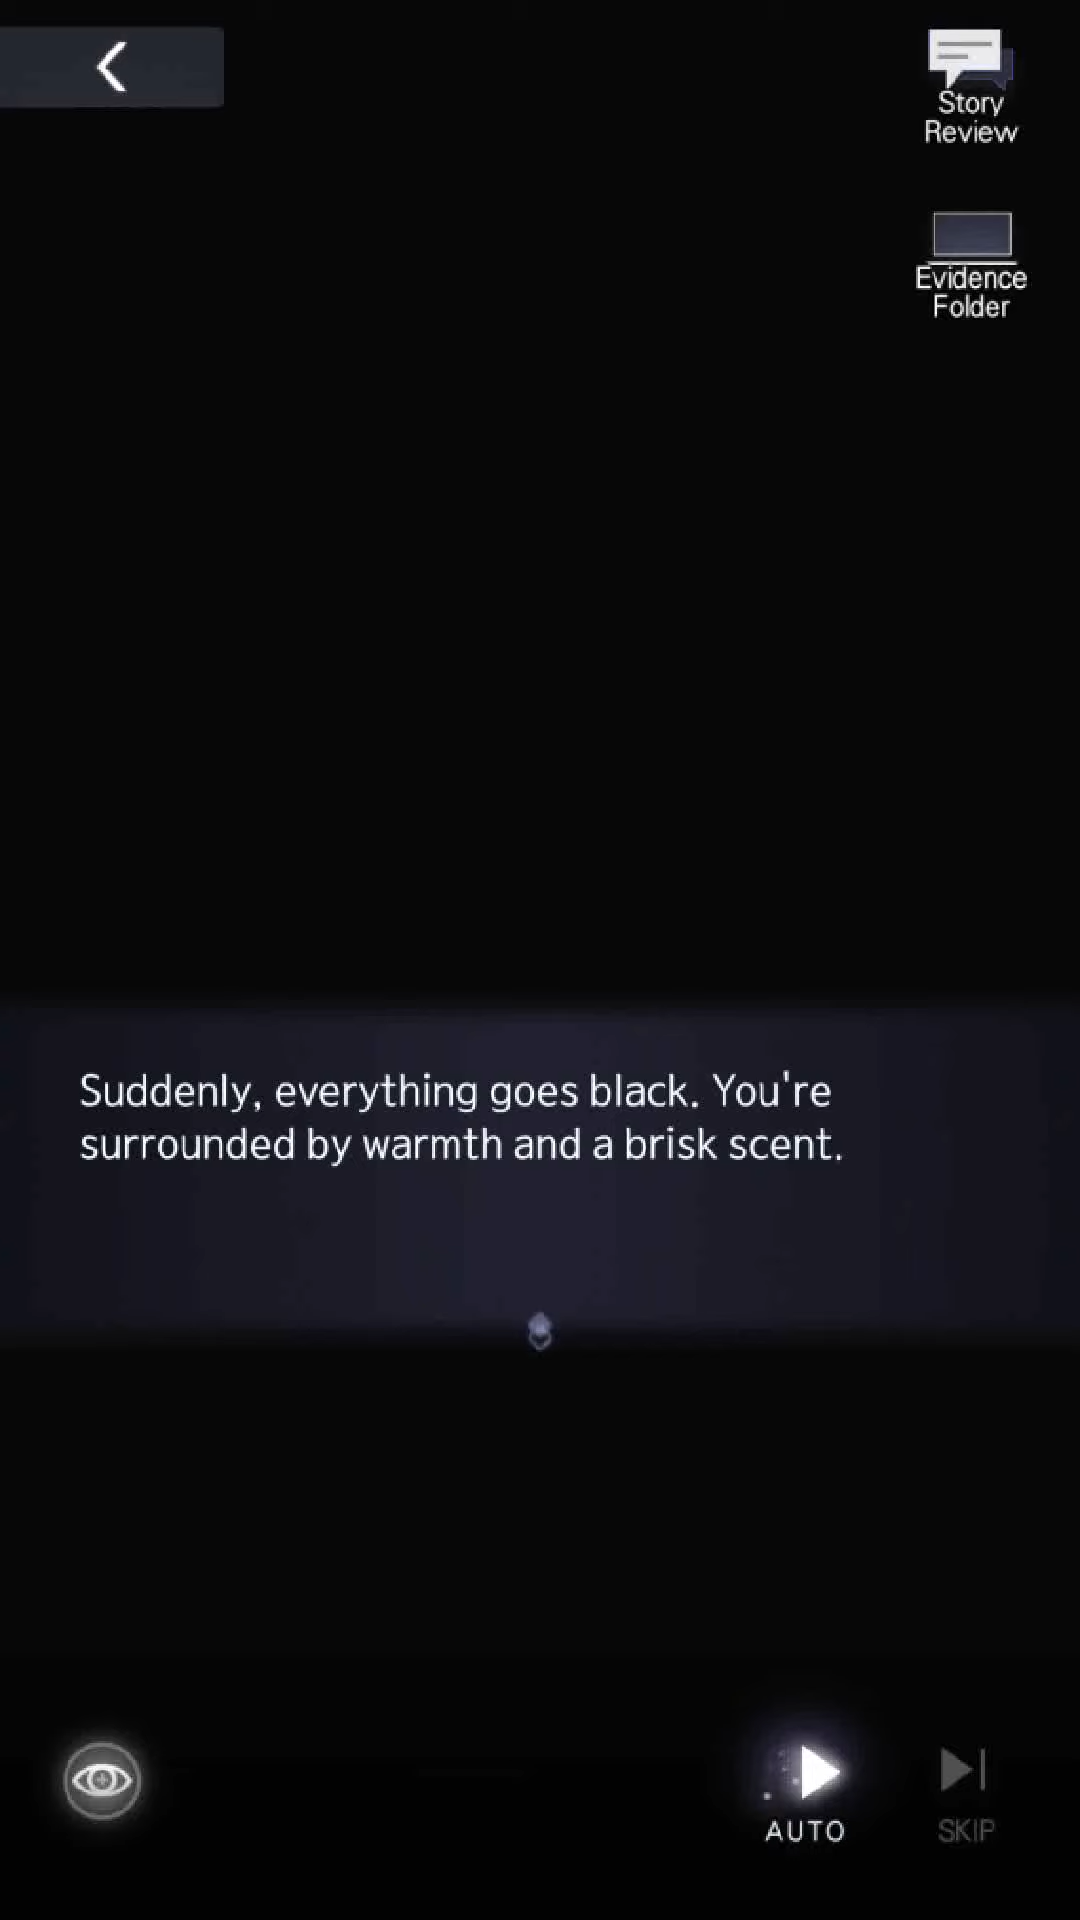 Story
Review
Evidence
Folder
Suddenly, everything goes black. You're
surrounded by warmth and a brisk scent.
AUTO
SKIP